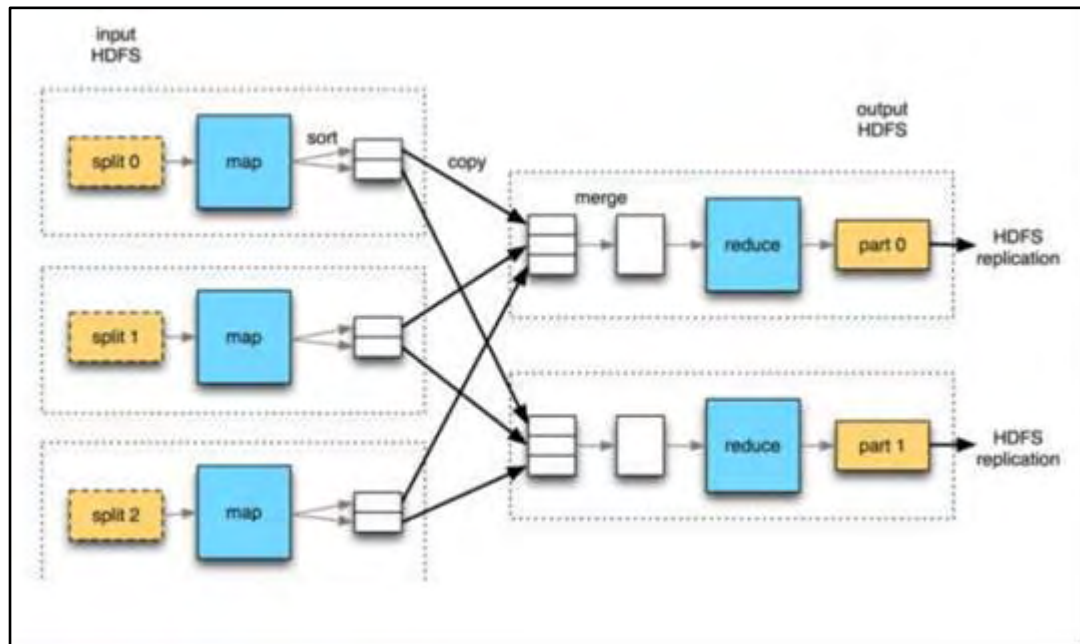 input
HDFS
output
HDFS
split 0
map
sort
copy
merge
reduce
part 0
HDFS
replication
split 1
map
split 2
map
reduce
part 1
HDFS
replication